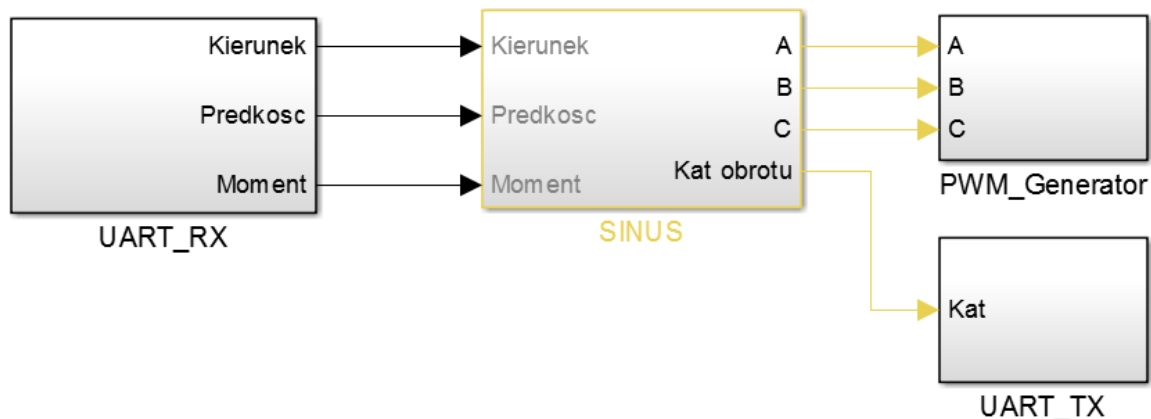 Kierunek
Predkosc
Moment
UART_RX
Kierunek
Predkosc
Moment
A
B
C
Kat obrotu
SINUS
A
B
C
PWM_Generator
Kat
UART_TX